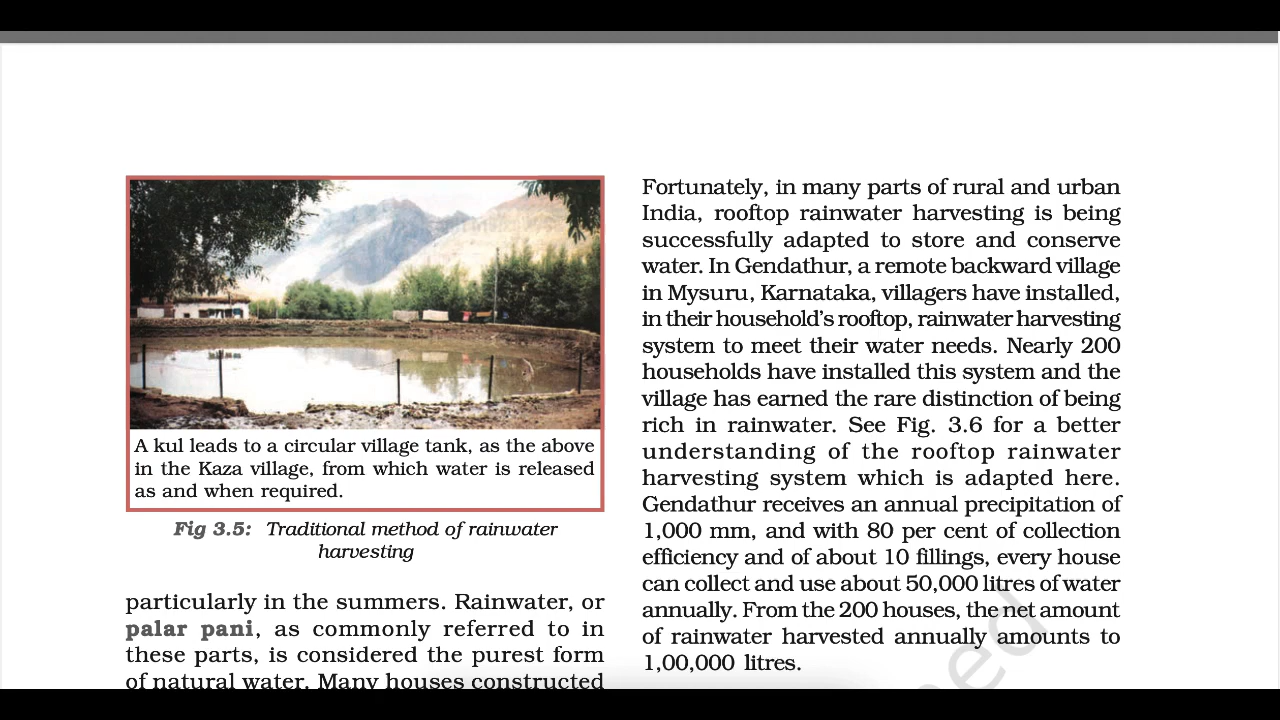 A kul leads to a circular village tank, as the above
in the Kaza village, from which water is released
as and when required.
Fig 3.5: Traditional method of rainwater
harvesting
particularly in the summers. Rainwater, or
palar pani, as commonly referred to in
these parts, is considered the purest form
of natural water. Many houses constructed
Fortunately, in many parts of rural and urban
India, rooftop rainwater harvesting is being
successfully adapted to store and conserve
water. In Gendathur, a remote backward village
in Mysuru, Karnataka, villagers have installed,
in their household's rooftop, rainwater harvesting
system to meet their water needs. Nearly 200
households have installed this system and the
village has earned the rare distinction of being
rich in rainwater. See Fig. 3.6 for a better
understanding of the rooftop rainwater
harvesting system which is adapted here.
Gendathur receives an annual precipitation of
1,000 mm, and with 80 per cent of collection
efficiency and of about 10 fillings, every house
can collect and use about 50,000 litres of water
annually. From the 200 houses, the net amount
of rainwater harvested annually amounts to
1,00,000 litres.